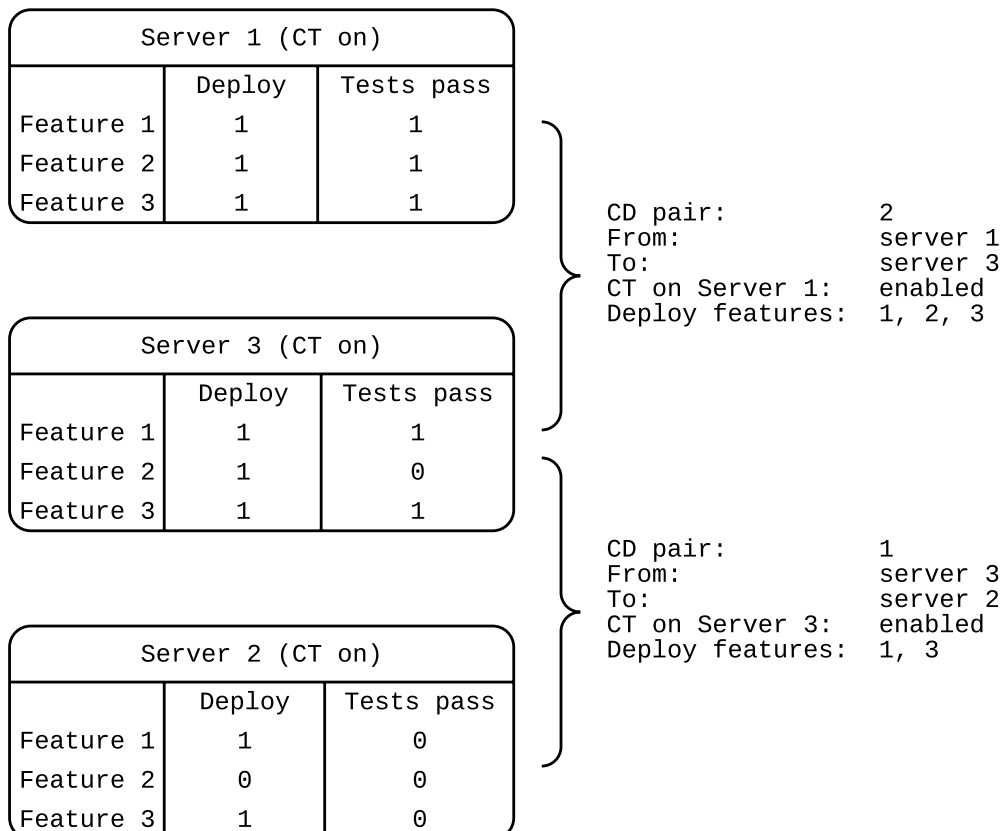 Server 1 (CT on)
Deploy Tests pass
Feature 1 1 1
Feature 2 1 1
Feature 3 1 1
CD pair: 2
From: server 1
To: server 3
CT on Server 1: enabled
Deploy features: 1, 2, 3
Server 3 (CT on)
Deploy Tests pass
Feature 1 1 1
Feature 2 1 0
Feature 3 1 1
CD pair: 1
From: server 3
To: server 2
CT on Server 3: enabled
Deploy features: 1, 3
Server 2 (CT on)
Deploy Tests pass
Feature 1 1 0
Feature 2 0 0
Feature 3 1 0